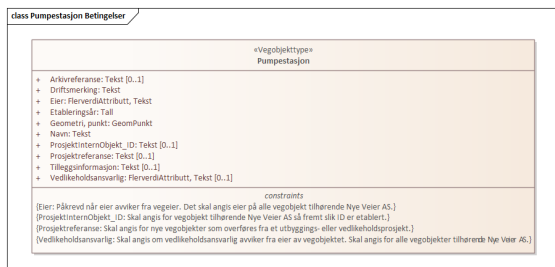 class Pumpestasjon Betingelser
«Vegobjekttype»
Pumpestasjon
+ Arkivreferanse: Tekst [0..1]
+ Driftsmerking: Tekst
+ Eier: FlerverdiAttributt, Tekst
+ Etableringsår: Tall
+ Geometri, punkt: GeomPunkt
+ Navn: Tekst
+ ProsjektInternObjekt_ID: Tekst [0..1]
+ Prosjektreferanse: Tekst [0..1]
+ Tilleggsinformasjon: Tekst [0..1]
+ Vedlikeholdsansvarlig: FlerverdiAttributt, Tekst [0..1]
constraints
{Eier: Påkrevd når eier avviker fra vegeier. Det skal angis eier på alle vegobjekt tilhørende Nye Veier AS.}
{ProsjektInternObjekt_ID: Skal angis for vegobjekt tilhørende Nye Veier AS så fremt slik ID er etablert.}
{Prosjektreferanse: Skal angis for nye vegobjekter som overføres fra et utbyggings- eller vedlikeholdsprosjekt.}
{Vedlikeholdsansvarlig: Skal angis om vedlikeholdsansvarlig avviker fra eier av vegobjektet. Skal angis for alle vegobjekter tilhørende Nye Veier AS.}